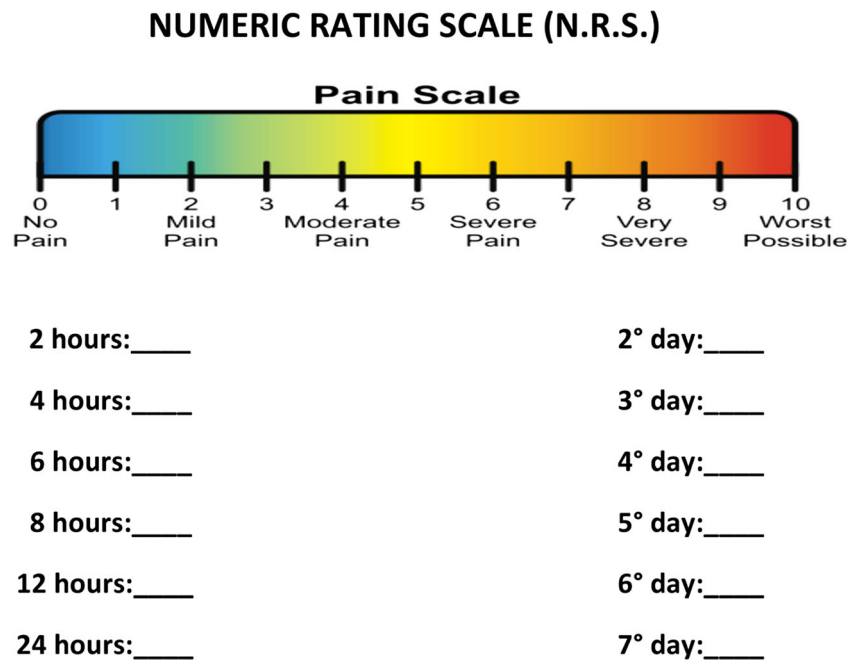 NUMERIC RATING SCALE (N.R.S.)
Pain Scale
0 1 2 3 4 5 6 7 8 9 10
No Mild Moderate Severe Very Worst
Pain Pain Pain Pain Severe Possible
2 hours:____ 2° day:____
4 hours:____ 3° day:____
6 hours:____ 4° day:____
8 hours:____ 5° day:____
12 hours:____ 6° day:____
24 hours:____ 7° day:____